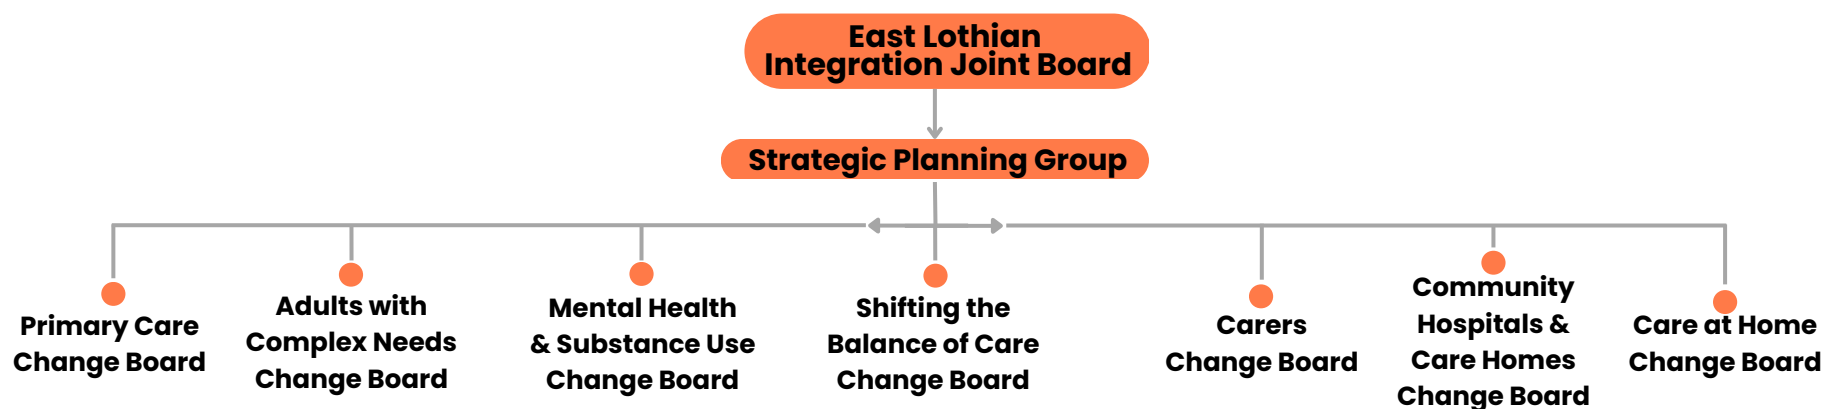 East Lothian
Integration Joint Board
Strategic Planning Group
Primary Care
Change Board
Adults with
Complex Needs
Change Board
Mental Health
& Substance Use
Change Board
Shifting the
Balance of Care
Change Board
Carers
Change Board
Community
Hospitals &
Care Homes
Change Board
Care at Home
Change Board